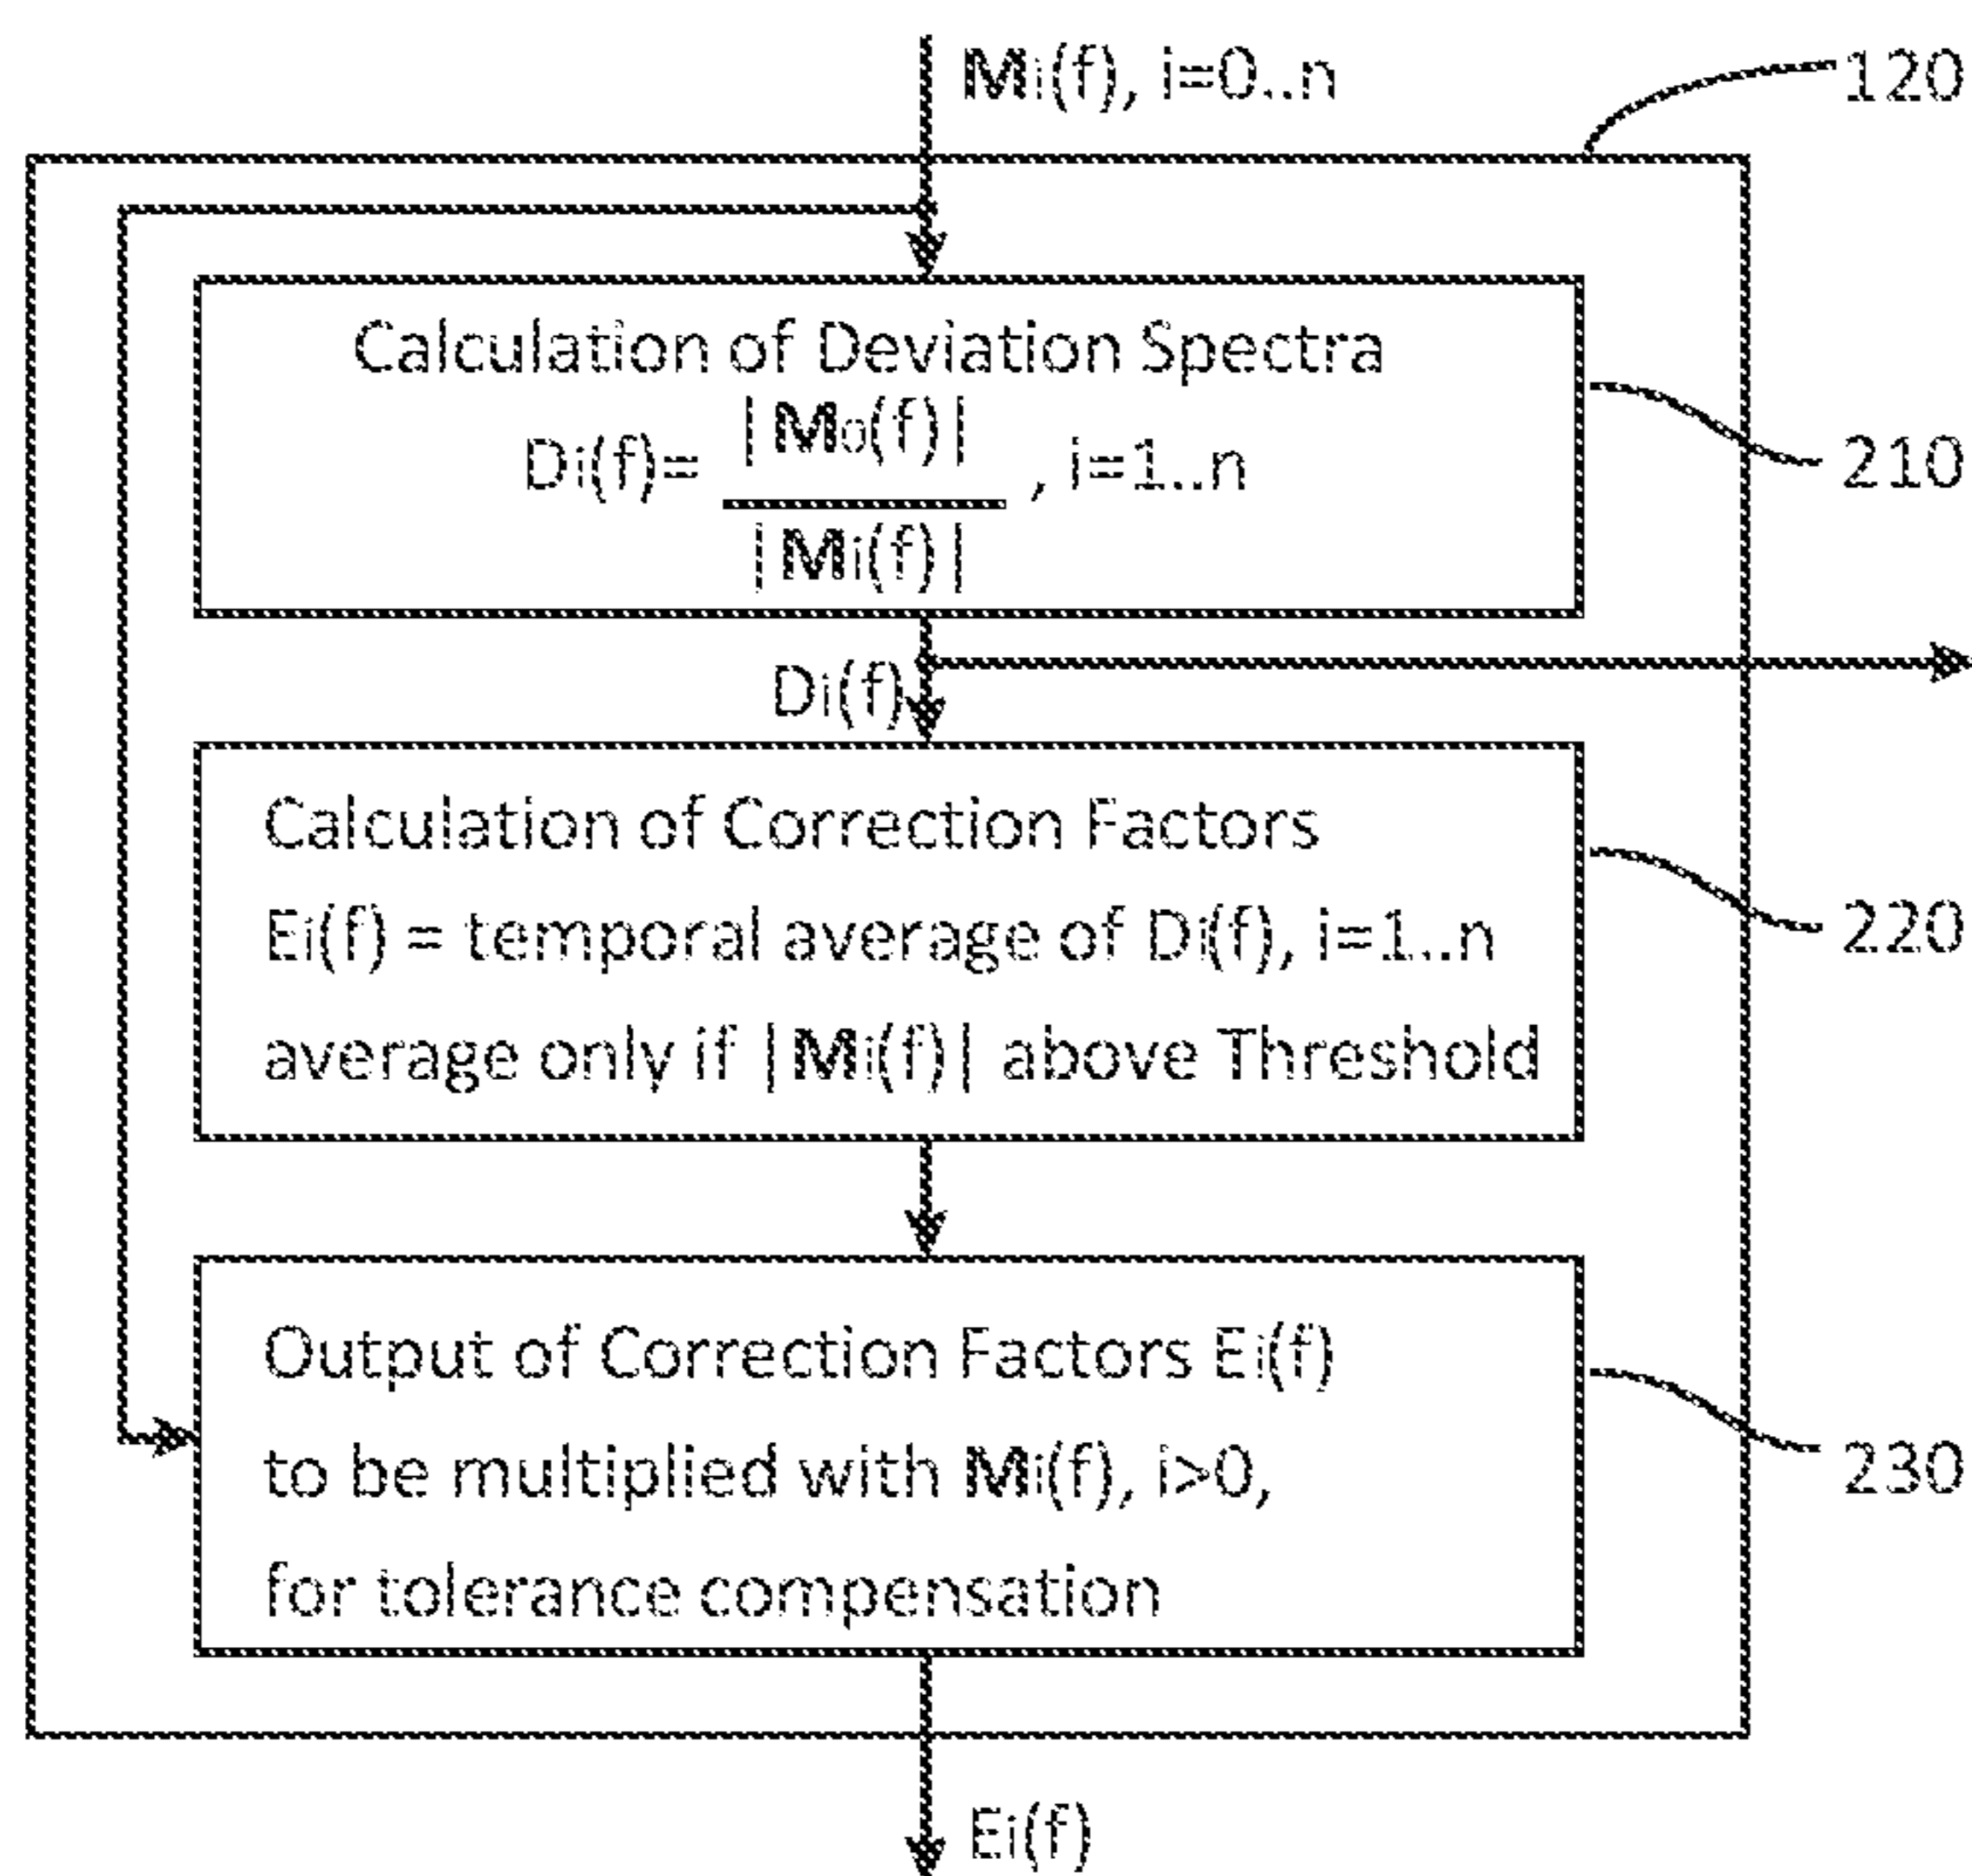 Mi(f), i=0..n
120
Calculation of Deviation Spectra
|M0(f)|
Di(f)= , i=1..n
|Mi(f)|
210
Di(f)
Calculation of Correction Factors
Ei(f) = temporal average of Di(f), i=1..n
average only if |Mi(f)| above Threshold
220
Output of Correction Factors Ei(f)
to be multiplied with Mi(f), i>0,
for tolerance compensation
230
Ei(f)